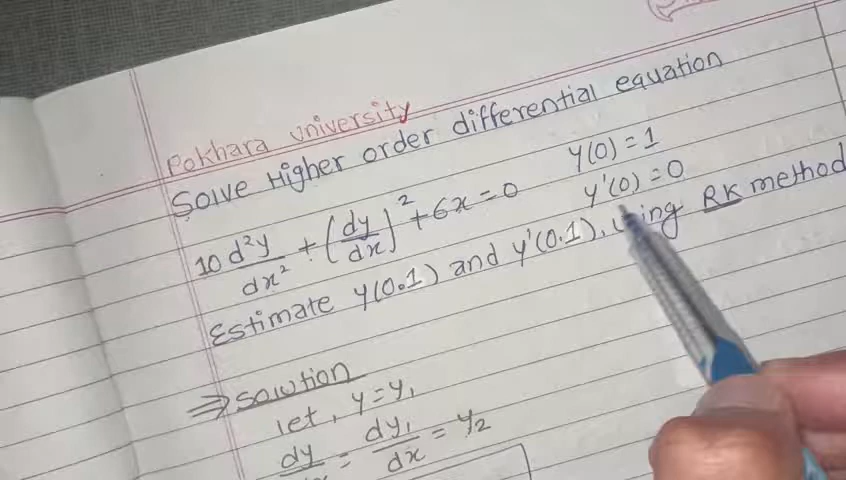 Pokhara University
Solve Higher order differential equation
10 d²y/dx² + (dy/dx)² + 6x = 0 y(0) = 1
y'(0) = 0
Estimate y(0.1) and y'(0.1), using RK method
⇒ Solution
let, y = y₁
dy/dx = dy₁/dx = y₂